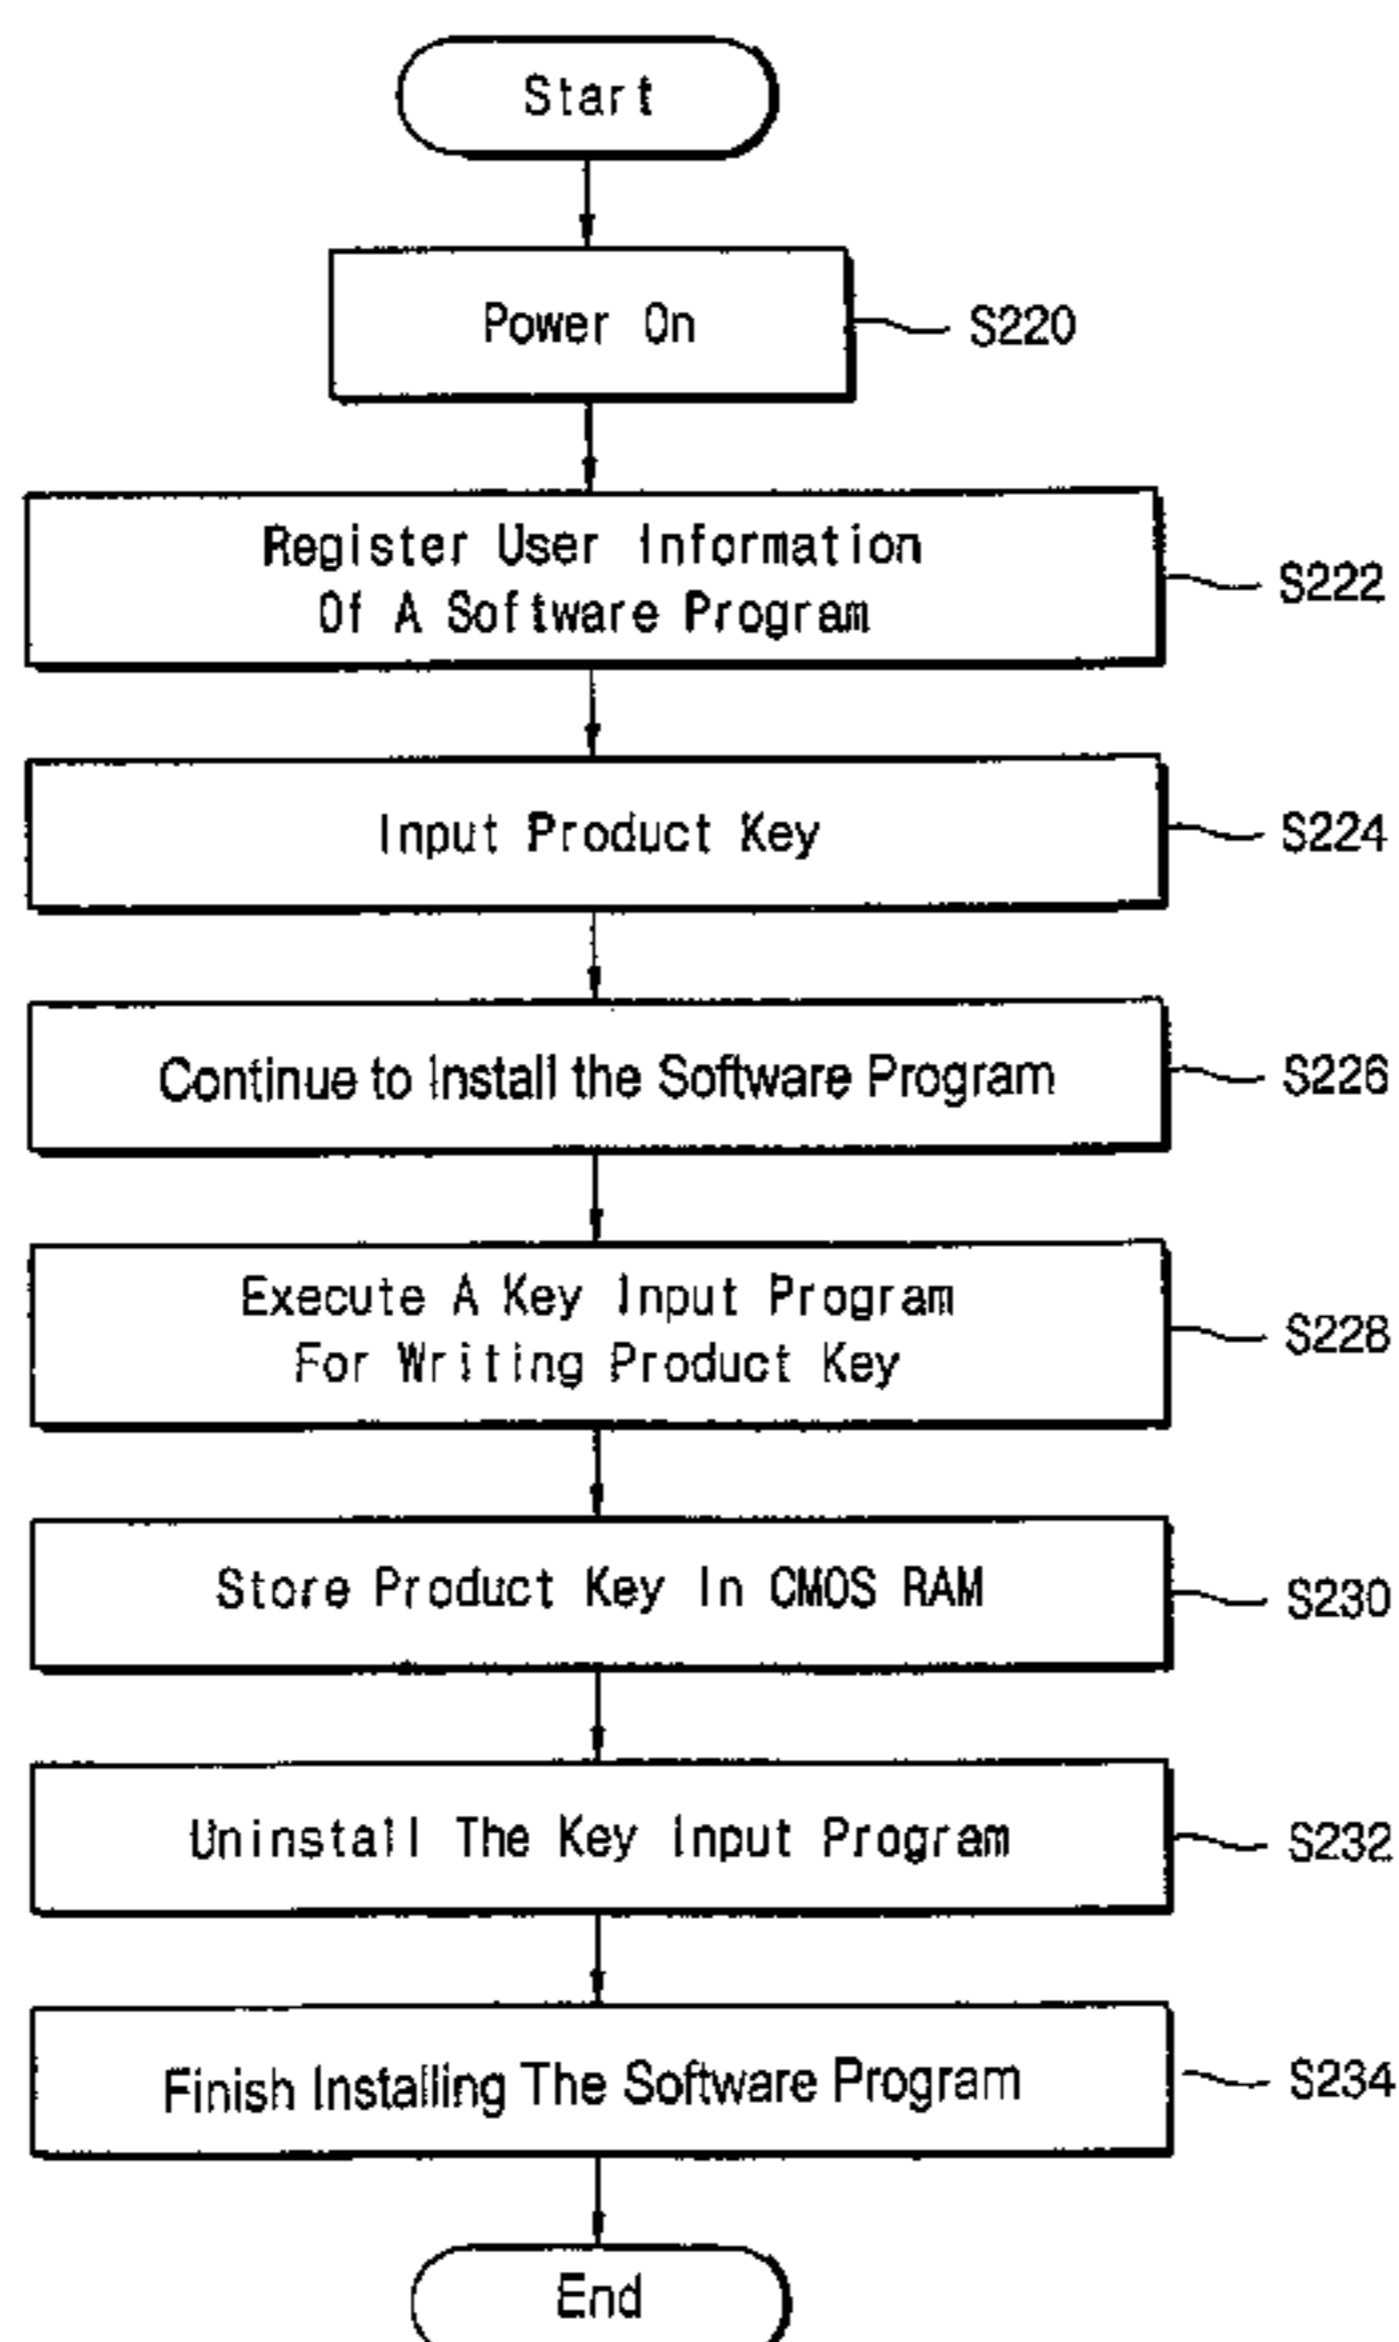 Start
Power On
S220
Register User Information
Of A Software Program
S222
Input Product Key
S224
Continue to Install the Software Program
S226
Execute A Key Input Program
For Writing Product Key
S228
Store Product Key In CMOS RAM
S230
Uninstall The Key Input Program
S232
Finish Installing The Software Program
S234
End